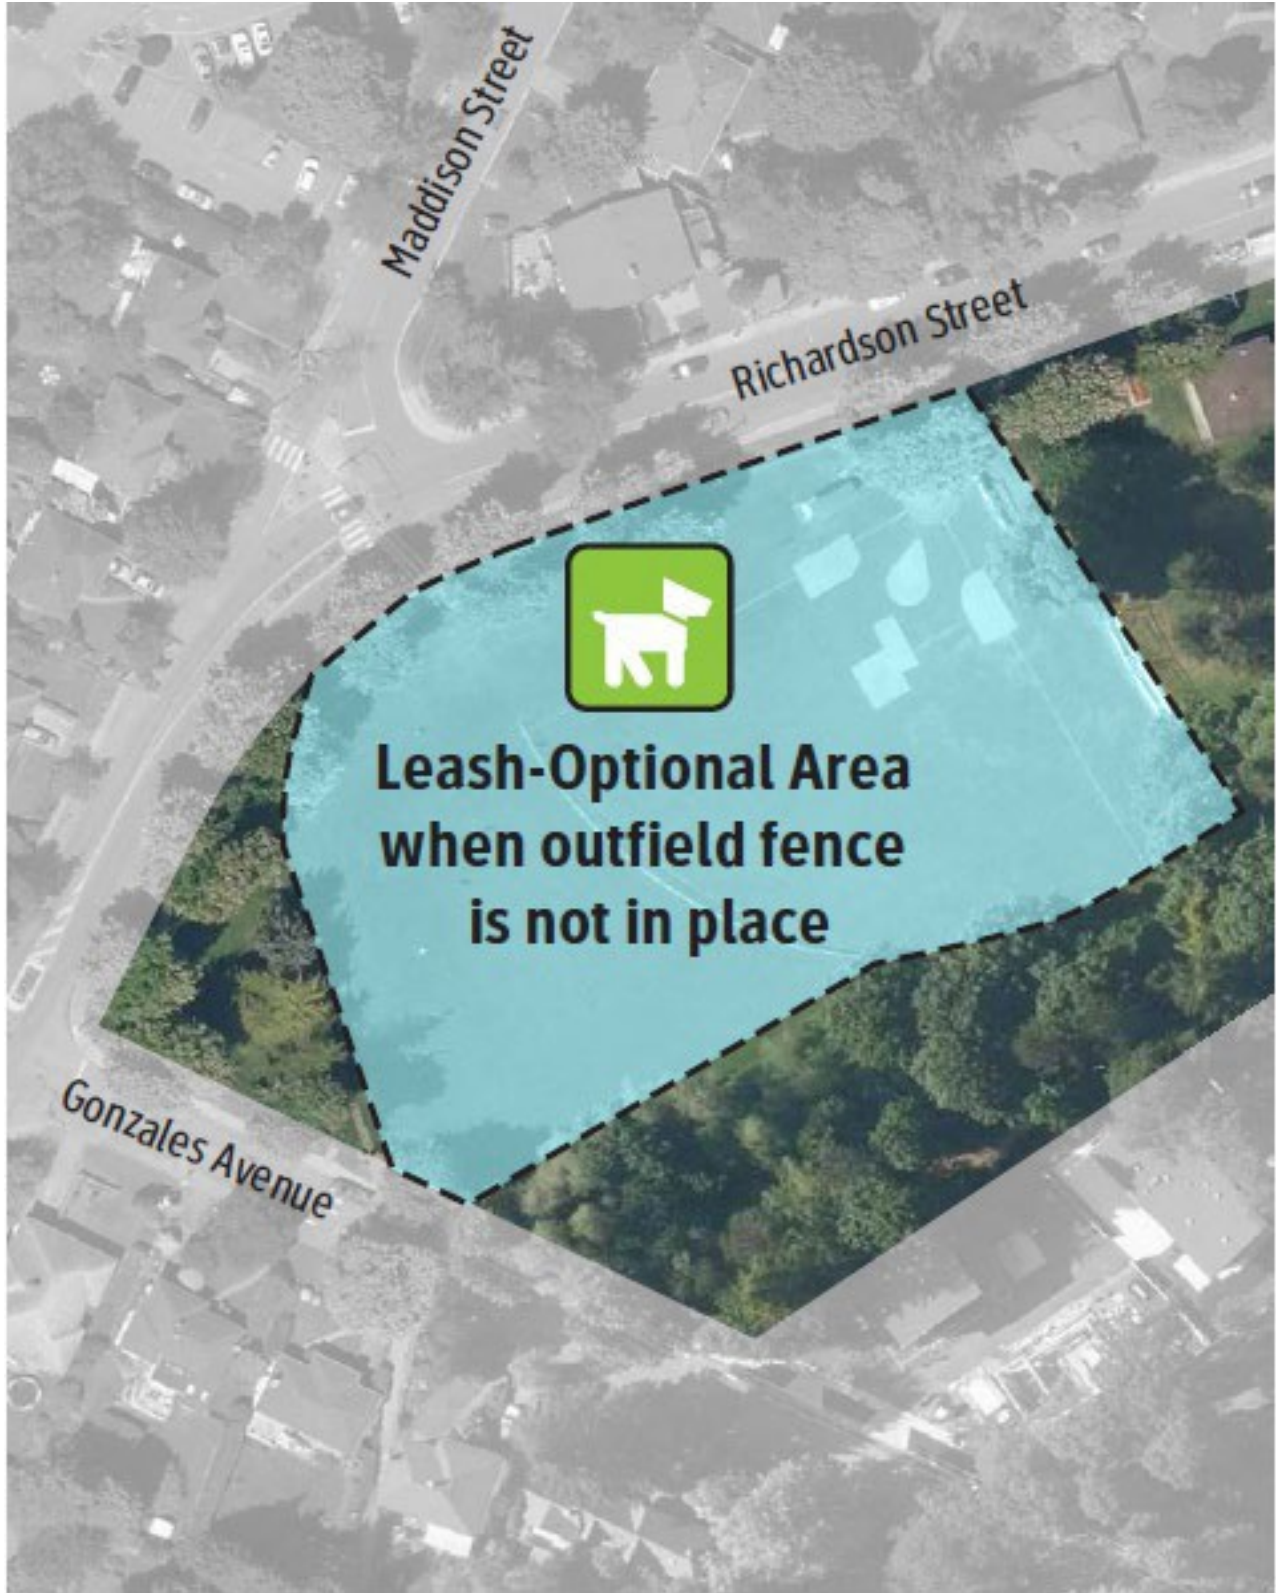 Maddison Street
Richardson Street
Leash-Optional Area
when outfield fence
is not in place
Gonzales Avenue